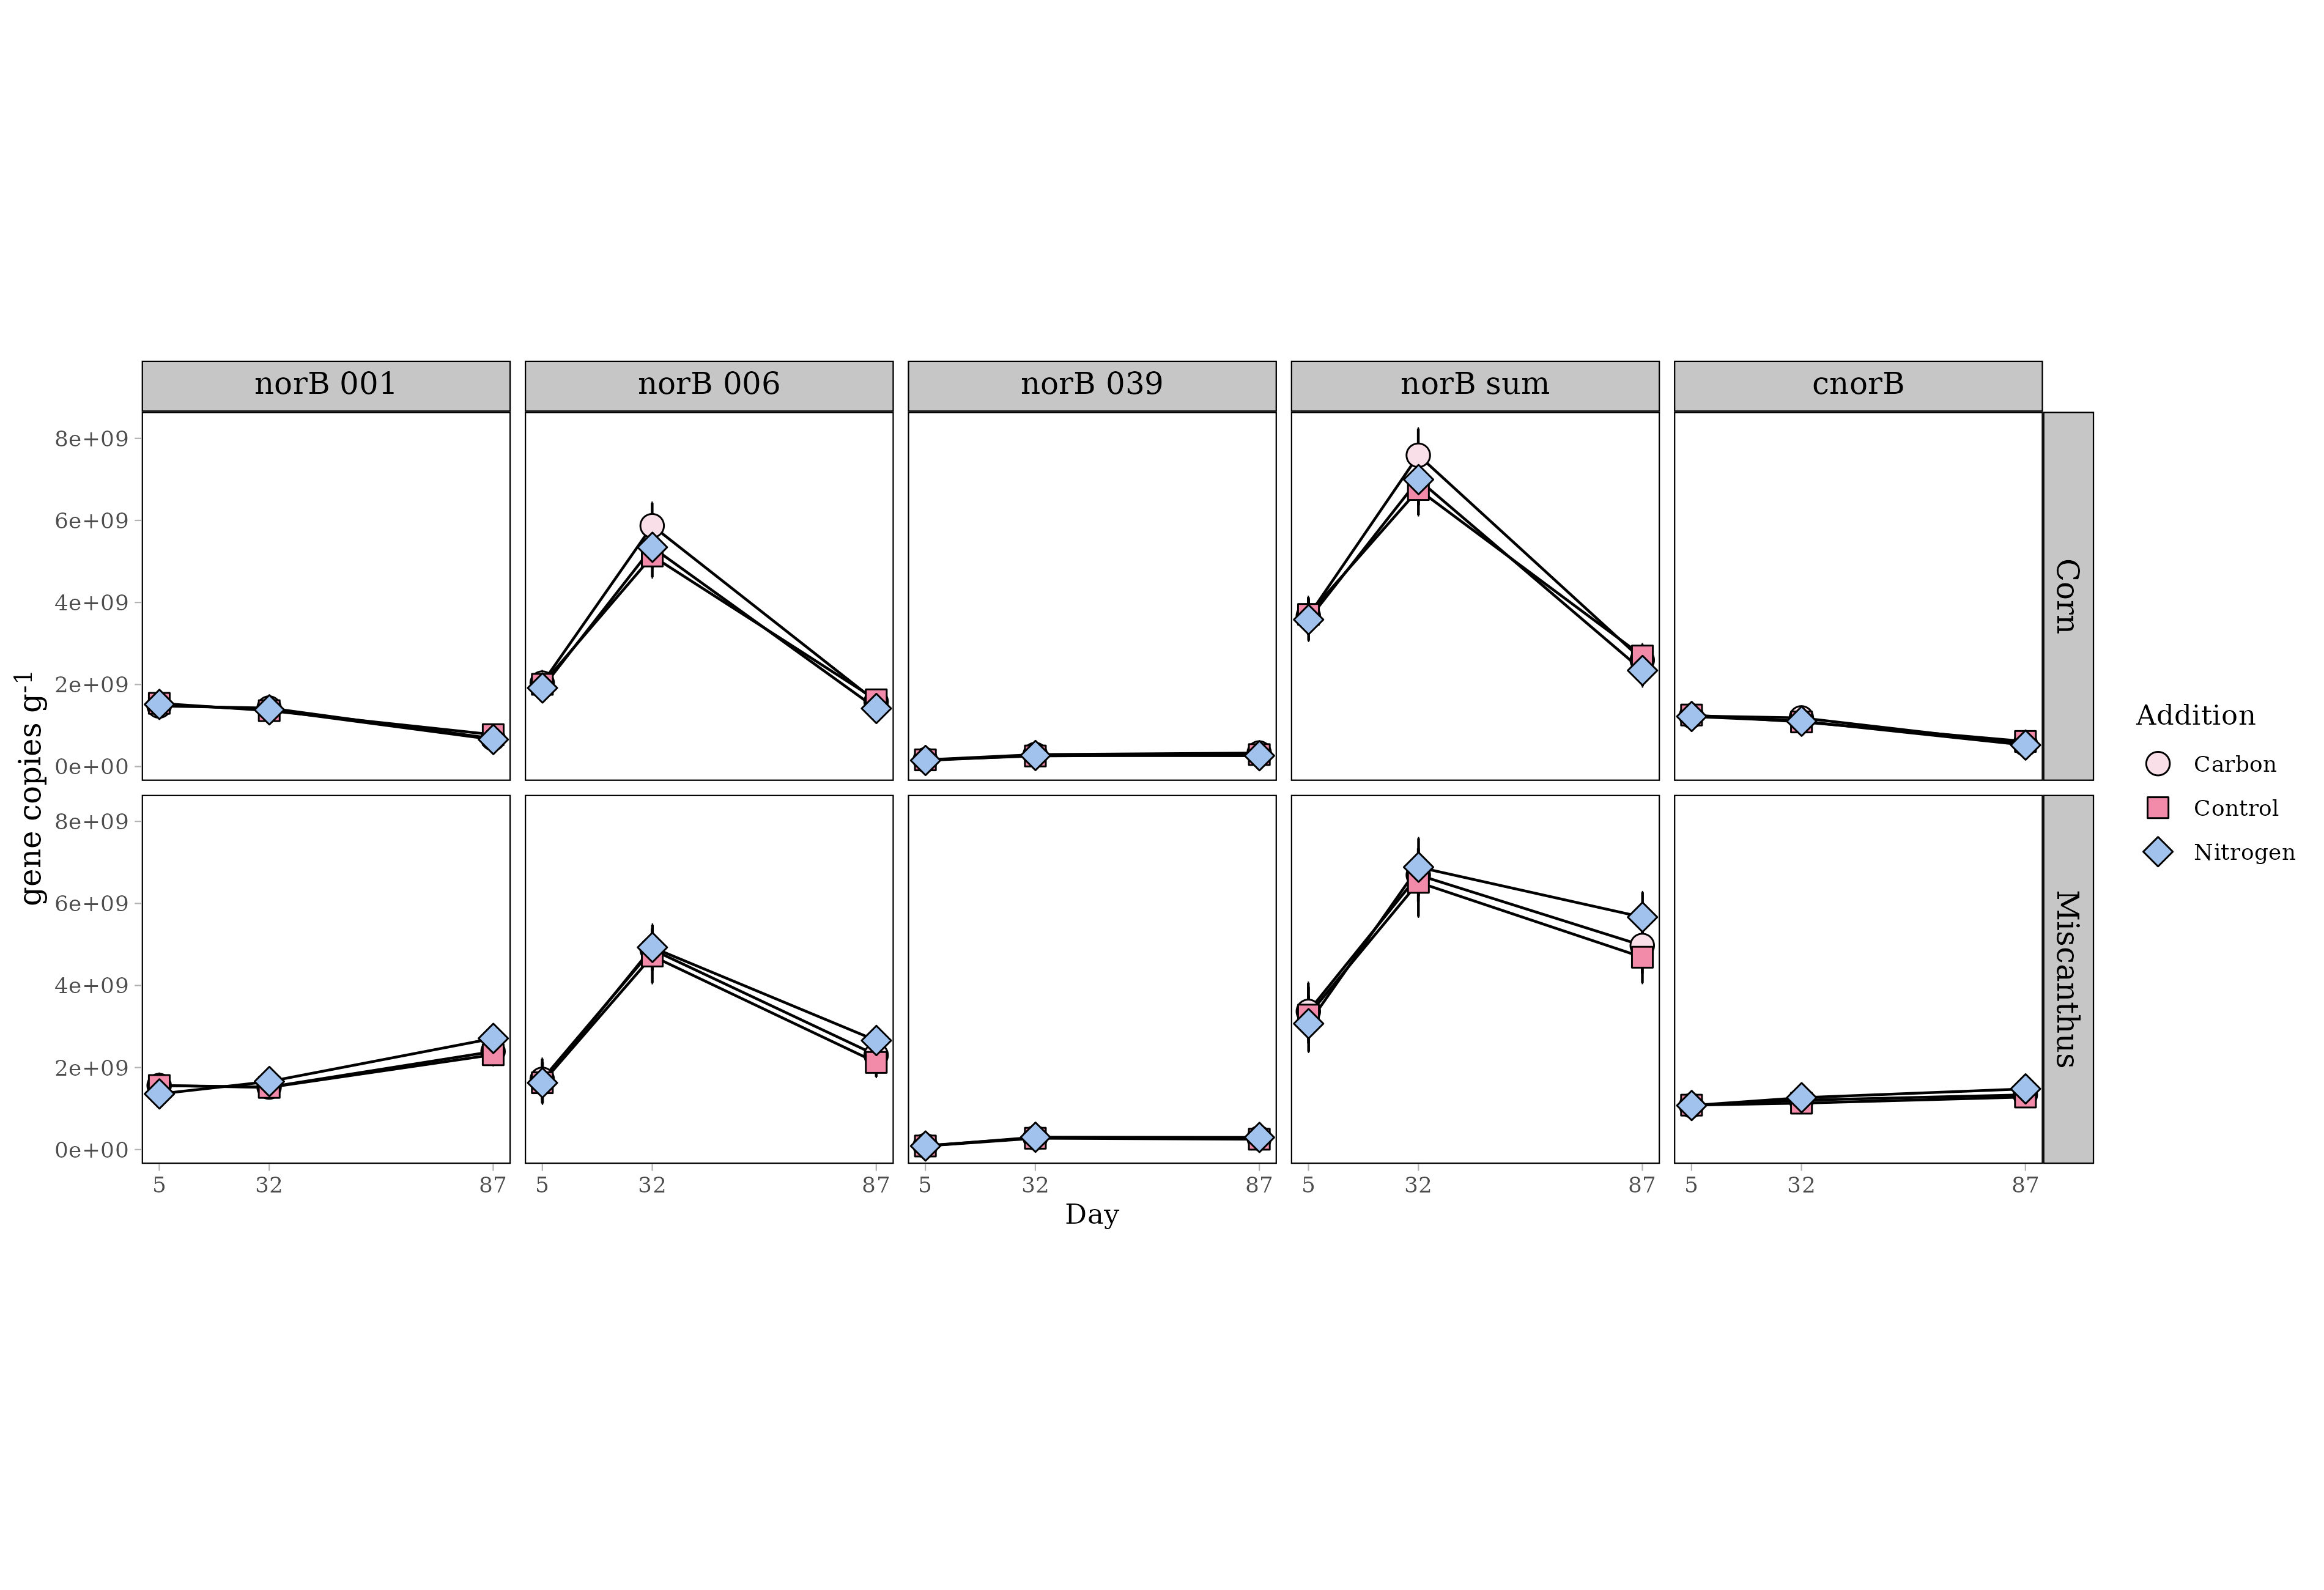 norB 001
norB 006
norB 039
norB sum
cnorB
8e+09
6e+09
4e+09
2e+09
0e+00
Corn
8e+09
6e+09
4e+09
2e+09
0e+00
Miscanthus
gene copies g-1
5 32 87
5 32 87
5 32 87
5 32 87
5 32 87
Day
Addition
Carbon
Control
Nitrogen